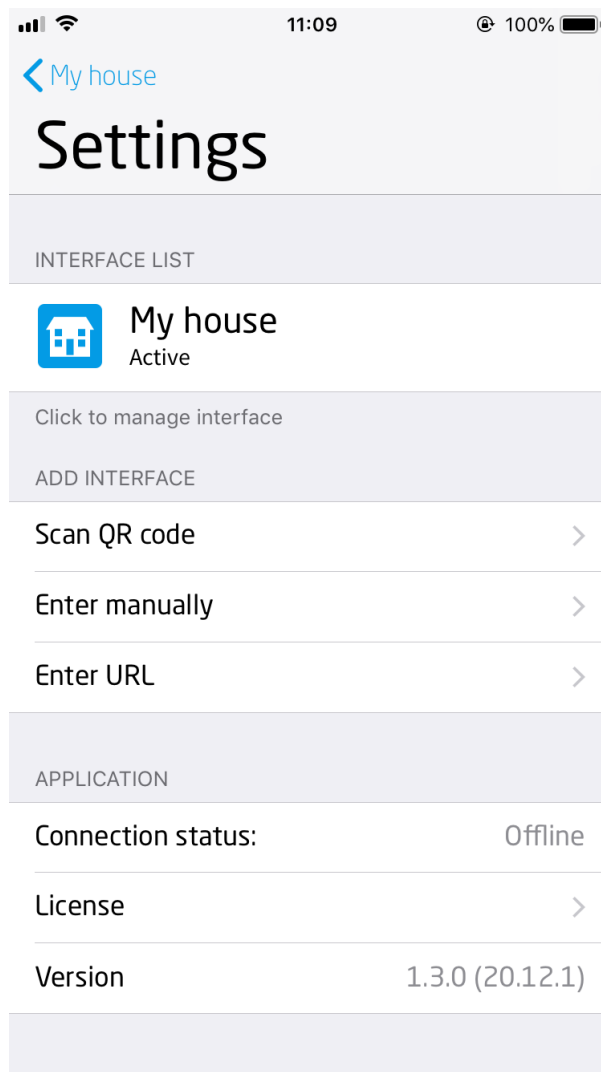 11:09 100%
My house
Settings
INTERFACE LIST
My house
Active
Click to manage interface
ADD INTERFACE
Scan QR code
Enter manually
Enter URL
APPLICATION
Connection status: Offline
License
Version 1.3.0 (20.12.1)